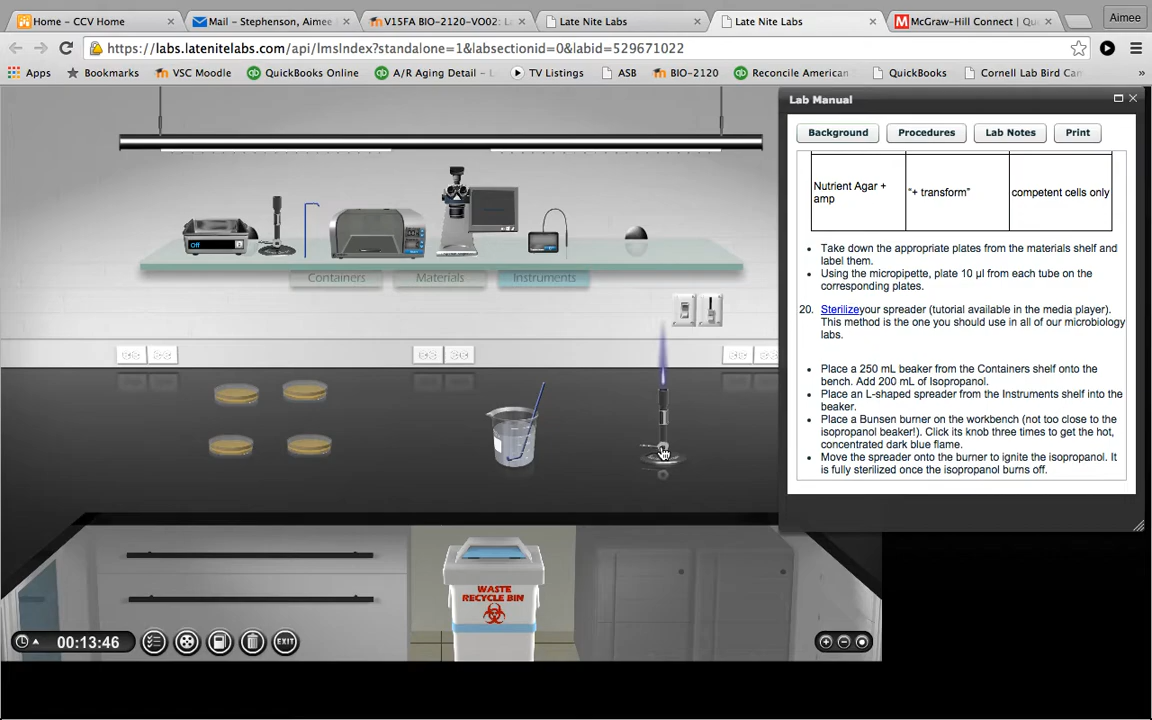 Home – CCV Home
Mail – Stephenson, Aimee
V15FA BIO-2120-VO02: L
Late Nite Labs
Late Nite Labs
McGraw-Hill Connect | Qu
Aimee
https://labs.latenitelabs.com/api/lmsIndex?standalone=1&labsectionid=0&labid=529671022
Apps
Bookmarks
VSC Moodle
QuickBooks Online
A/R Aging Detail –
TV Listings
ASB
BIO-2120
Reconcile American
QuickBooks
Cornell Lab Bird Can
»
Lab Manual
Background
Procedures
Lab Notes
Print
Nutrient Agar + amp
"+ transform"
competent cells only
• Take down the appropriate plates from the materials shelf and
label them.
• Using the micropipette, plate 10 µl from each tube on the
corresponding plates.
20. Sterilizeyour spreader (tutorial available in the media player).
This method is the one you should use in all of our microbiology
labs.
• Place a 250 mL beaker from the Containers shelf onto the
bench. Add 200 mL of Isopropanol.
• Place an L-shaped spreader from the Instruments shelf into the
beaker.
• Place a Bunsen burner on the workbench (not too close to the
isopropanol beaker!). Click its knob three times to get the hot,
concentrated dark blue flame.
• Move the spreader onto the burner to ignite the isopropanol. It
is fully sterilized once the isopropanol burns off.
Off
Containers
Materials
Instruments
WASTE
RECYCLE BIN
00:13:46
EXIT